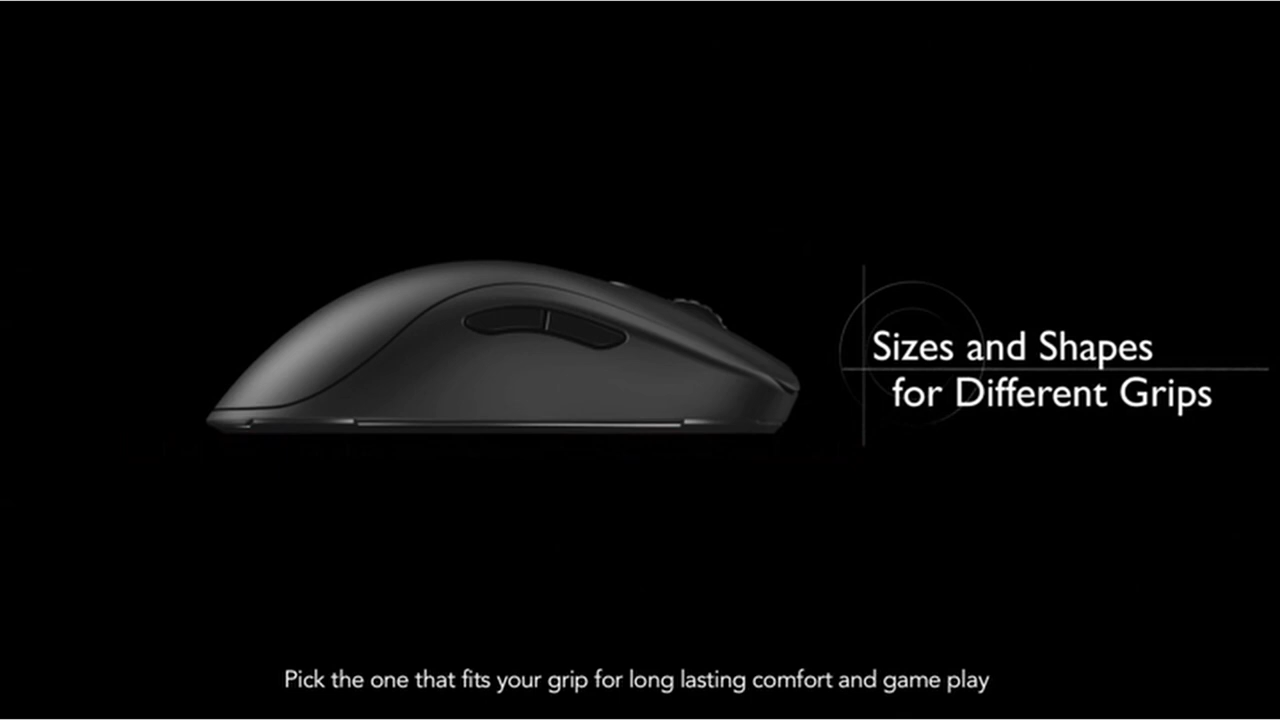 Sizes and Shapes
for Different Grips
Pick the one that fits your grip for long lasting comfort and game play